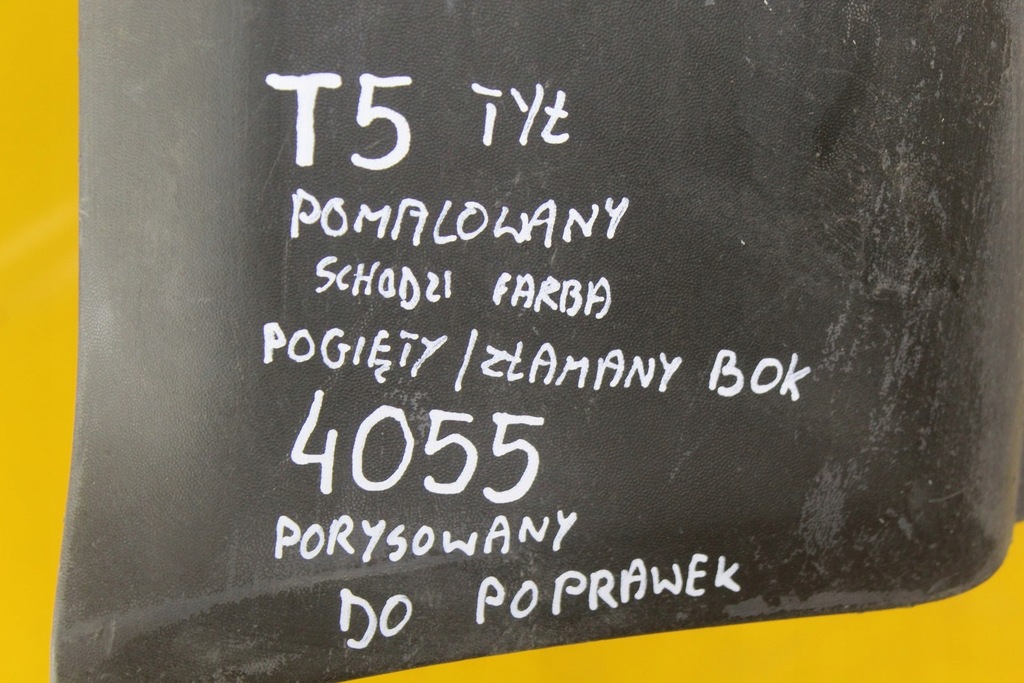 T5 TYŁ
POMALOWANY
SCHODZI FARBA
POGIĘTY / ZŁAMANY BOK
4055
PORYSOWANY
DO POPRAWEK